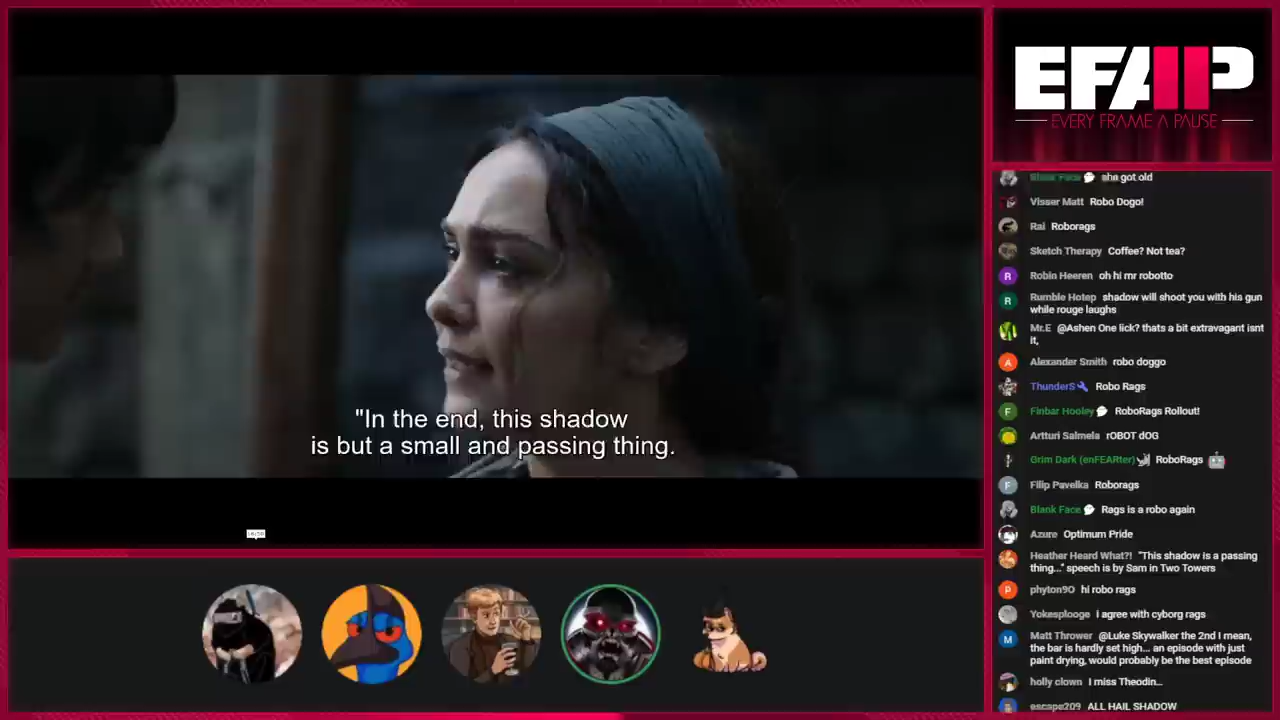 "In the end, this shadow
is but a small and passing thing.
EFAP
EVERY FRAME A PAUSE
Blank Face she got old
Visser Matt Robo Dogo!
Rai Roborags
Sketch Therapy Coffee? Not tea?
R
Robin Heeren oh hi mr robotto
R
Rumble Hotep shadow will shoot you with his gun
while rouge laughs
Mr.E @Ashen One lick? thats a bit extravagant isnt
it,
A
Alexander Smith robo doggo
ThunderS Robo Rags
F
Finbar Hooley RoboRags Rollout!
Artturi Salmela rOBOT dOG
Grim Dark (enFEARter) RoboRags
F
Filip Pavelka Roborags
Blank Face Rags is a robo again
Azure Optimum Pride
Heather Heard What?! "This shadow is a passing
thing..." speech is by Sam in Two Towers
P
phyton90 hi robo rags
Yokesplooge i agree with cyborg rags
M
Matt Thrower @Luke Skywalker the 2nd I mean,
the bar is hardly set high... an episode with just
paint drying, would probably be the best episode
holly clown I miss Theodin...
escape209 ALL HAIL SHADOW